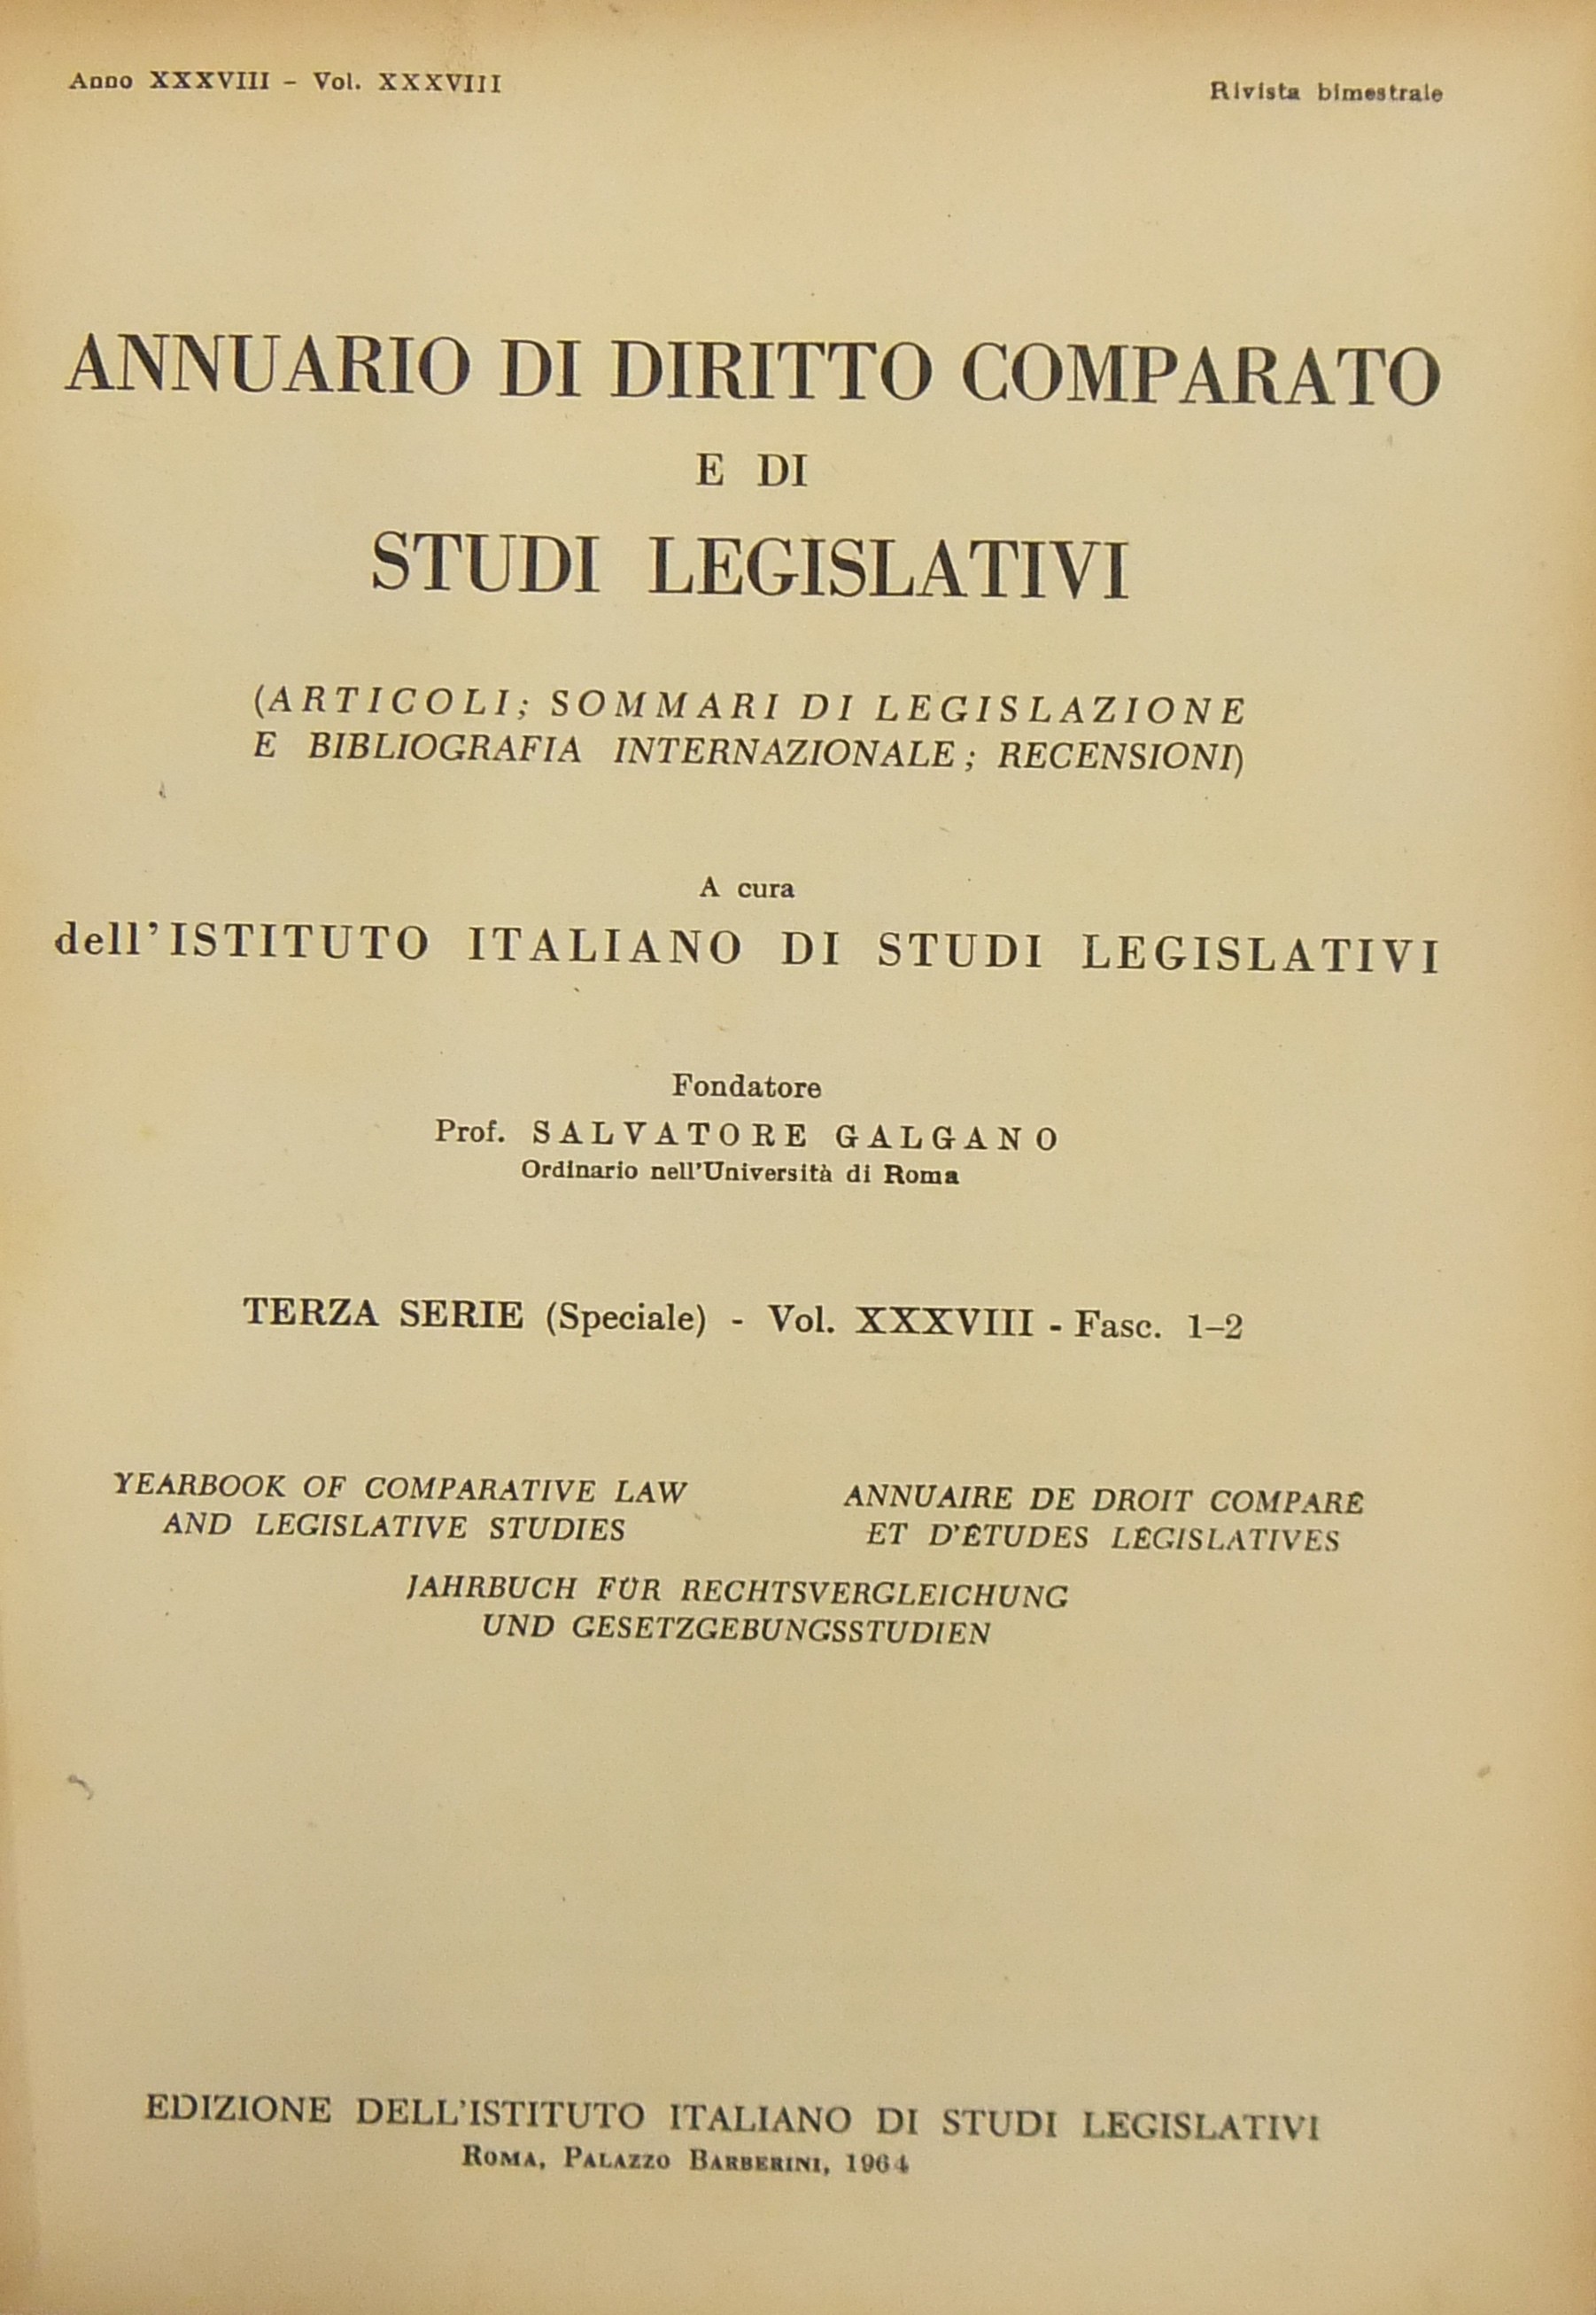 Anno XXXVIII – Vol. XXXVIII
Rivista bimestrale
ANNUARIO DI DIRITTO COMPARATO
E DI
STUDI LEGISLATIVI
(ARTICOLI; SOMMARI DI LEGISLAZIONE
E BIBLIOGRAFIA INTERNAZIONALE; RECENSIONI)
A cura
dell'ISTITUTO ITALIANO DI STUDI LEGISLATIVI
Fondatore
Prof. SALVATORE GALGANO
Ordinario nell'Università di Roma
TERZA SERIE (Speciale) - Vol. XXXVIII - Fasc. 1–2
YEARBOOK OF COMPARATIVE LAW
AND LEGISLATIVE STUDIES
ANNUAIRE DE DROIT COMPARÉ
ET D'ÉTUDES LÉGISLATIVES
JAHRBUCH FÜR RECHTSVERGLEICHUNG
UND GESETZGEBUNGSSTUDIEN
EDIZIONE DELL'ISTITUTO ITALIANO DI STUDI LEGISLATIVI
ROMA, PALAZZO BARBERINI, 1964